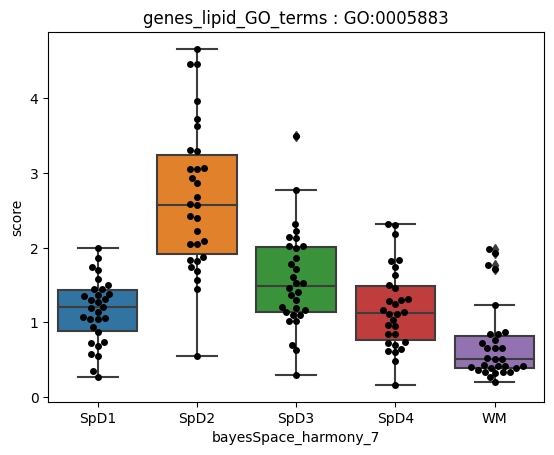 genes_lipid_GO_terms : GO:0005883
score
4
3
2
1
0
SpD1 SpD2 SpD3 SpD4 WM
bayesSpace_harmony_7